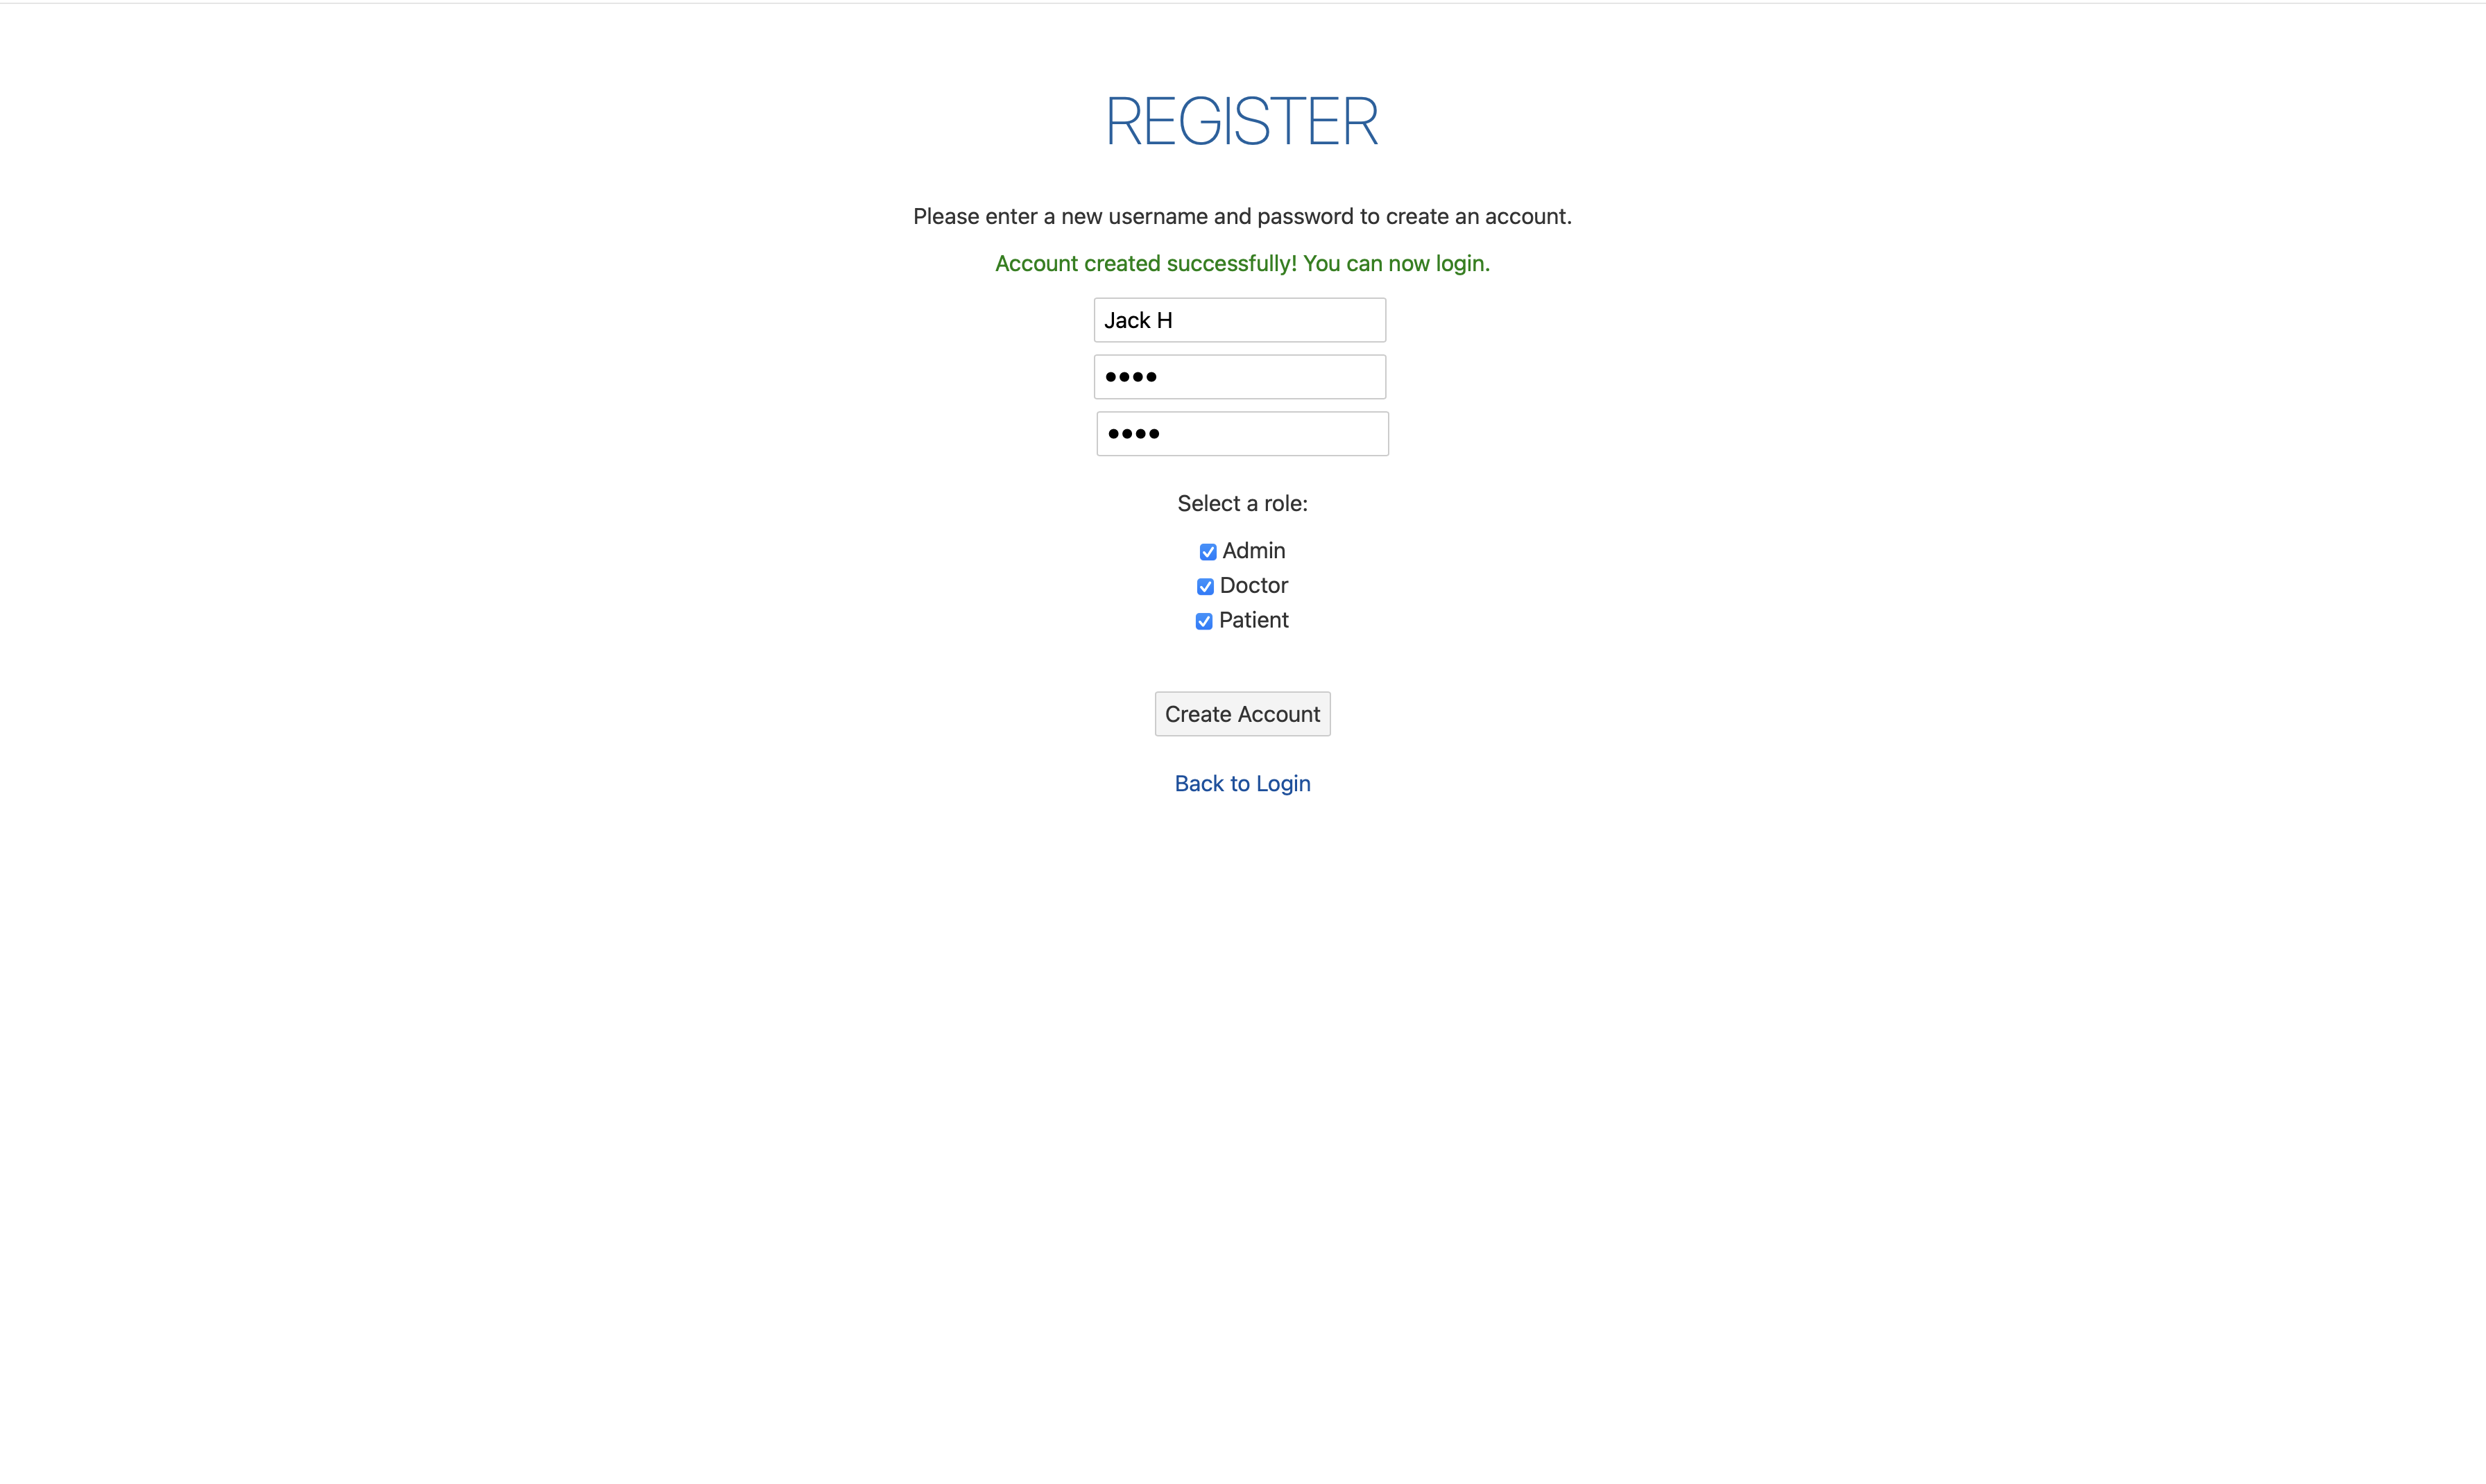 REGISTER
Please enter a new username and password to create an account.
Account created successfully! You can now login.
Jack H
••••
••••
Select a role:
Admin
Doctor
Patient
Create Account
Back to Login